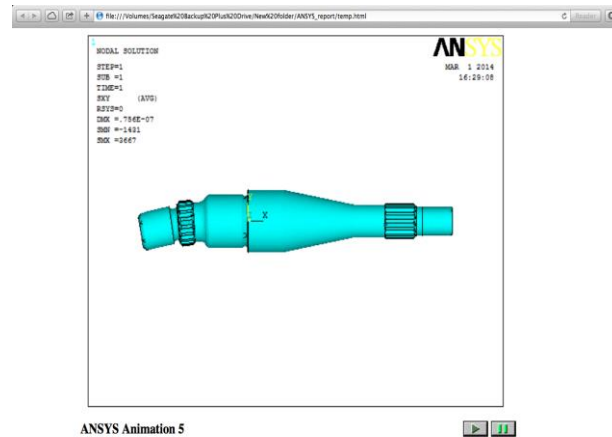 file:///Volumes/Seagate%20Backup%20Plus%20Drive/New%20folder/ANSYS_report/temp.html
Reader
1
NODAL SOLUTION
STEP=1
SUB =1
TIME=1
SXY (AVG)
RSYS=0
DMX =.786E-07
SMN =-1431
SMX =3667
ANSYS
MAR 1 2014
16:29:08
X
ANSYS Animation 5